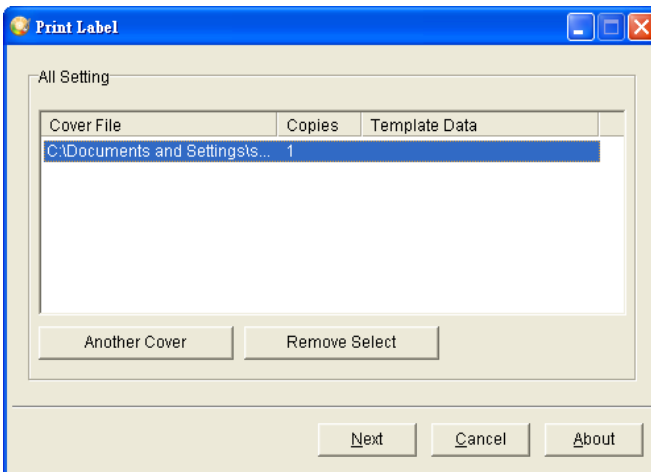 Print Label
All Setting
Cover File Copies Template Data
C:\Documents and Settings\s... 1
Another Cover Remove Select
Next Cancel About